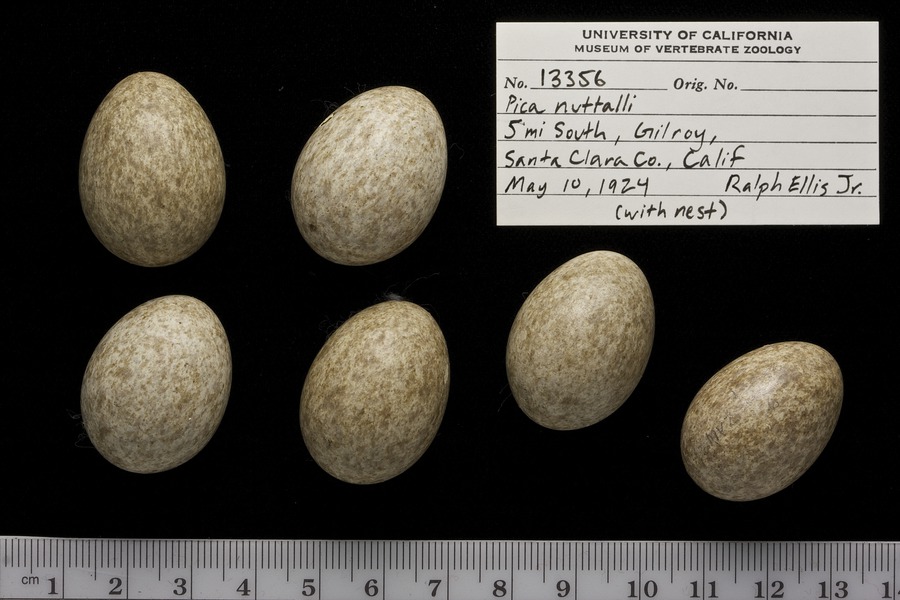 UNIVERSITY OF CALIFORNIA
MUSEUM OF VERTEBRATE ZOOLOGY
No. 13356 Orig. No.
Pica nuttalli
5 mi South, Gilroy,
Santa Clara Co., Calif
May 10, 1924 Ralph Ellis Jr.
(with nest)
cm 1 2 3 4 5 6 7 8 9 10 11 12 13